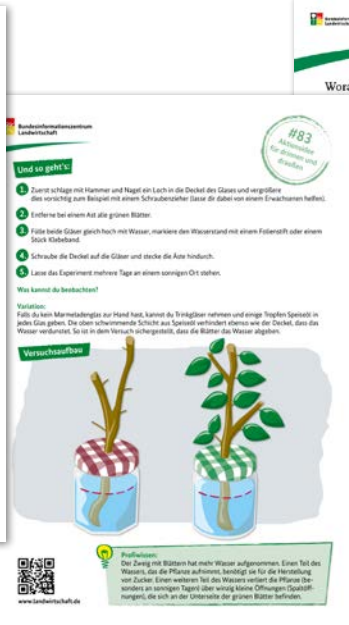 Bundesinformationszentrum
Landwirtschaft
Wora
Bundesinformationszentrum
Landwirtschaft
#83
Aktionsidee
für drinnen und
draußen
Und so geht's:
1. Zuerst schlage mit Hammer und Nagel ein Loch in die Deckel des Glases und vergrößere
dies vorsichtig zum Beispiel mit einem Schraubenzieher (lasse dir dabei von einem Erwachsenen helfen).
2. Entferne bei einem Ast alle grünen Blätter.
3. Fülle beide Gläser gleich hoch mit Wasser, markiere den Wasserstand mit einem Folienstift oder einem
Stück Klebeband.
4. Schraube die Deckel auf die Gläser und stecke die Äste hindurch.
5. Lasse das Experiment mehrere Tage an einem sonnigen Ort stehen.
Was kannst du beobachten?
Variation:
Falls du kein Marmeladenglas zur Hand hast, kannst du Trinkgläser nehmen und einige Tropfen Speiseöl in
jedes Glas geben. Die oben schwimmende Schicht aus Speiseöl verhindert ebenso wie der Deckel, dass das
Wasser verdunstet. So ist in dem Versuch sichergestellt, dass die Blätter das Wasser abgeben.
Versuchsaufbau
Profiwissen:
Der Zweig mit Blättern hat mehr Wasser aufgenommen. Einen Teil des
Wassers, das die Pflanze aufnimmt, benötigt sie für die Herstellung
von Zucker. Einen weiteren Teil des Wassers verliert die Pflanze (be-
sonders an sonnigen Tagen) über winzig kleine Öffnungen (Spaltöff-
nungen), die sich an der Unterseite der grünen Blätter befinden.
www.landwirtschaft.de